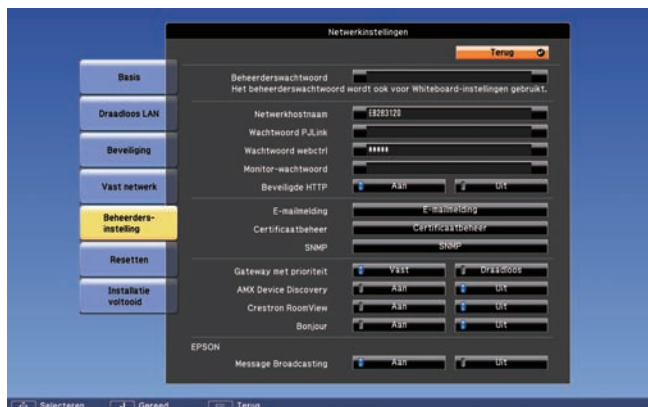 Netwerkinstellingen
Terug
Basis
Draadloos LAN
Beveiliging
Vast netwerk
Beheerders-
instelling
Resetten
Installatie
voltooid
Beheerderswachtwoord
Het beheerderswachtwoord wordt ook voor Whiteboard-instellingen gebruikt.
Netwerkhostnaam EB2B3120
Wachtwoord PJLink
Wachtwoord webctrl *****
Monitor-wachtwoord
Beveiligde HTTP Aan Uit
E-mailmelding E-mailmelding
Certificaatbeheer Certificaatbeheer
SNMP SNMP
Gateway met prioriteit Vast Draadloos
AMX Device Discovery Aan Uit
Crestron RoomView Aan Uit
Bonjour Aan Uit
EPSON
Message Broadcasting Aan Uit
Selecteren Gereed Terug